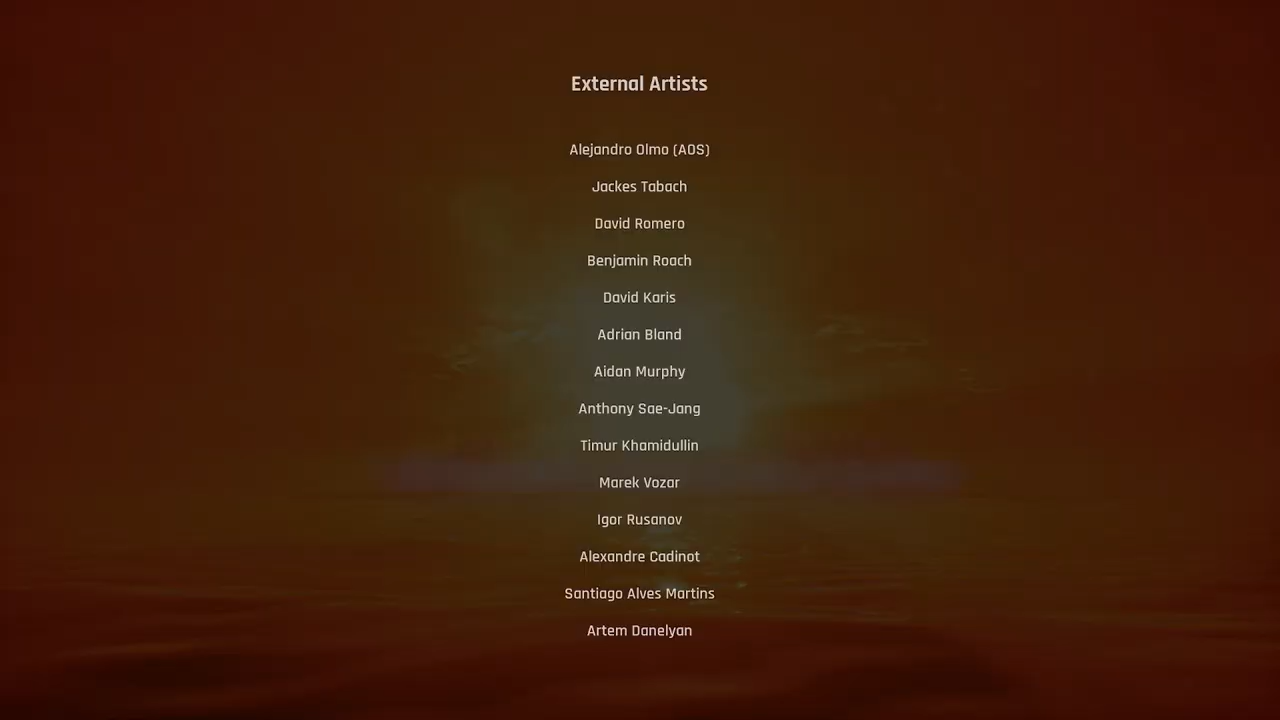 External Artists
Alejandro Olmo (AOS)
Jackes Tabach
David Romero
Benjamin Roach
David Karis
Adrian Bland
Aidan Murphy
Anthony Sae-Jang
Timur Khamidullin
Marek Vozar
Igor Rusanov
Alexandre Cadinot
Santiago Alves Martins
Artem Danelyan